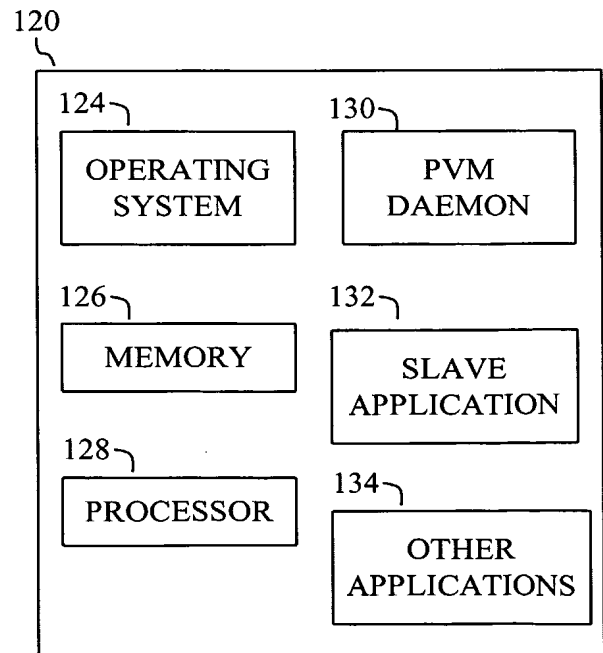 120
124
OPERATING
SYSTEM
130
PVM
DAEMON
126
MEMORY
132
SLAVE
APPLICATION
128
PROCESSOR
134
OTHER
APPLICATIONS